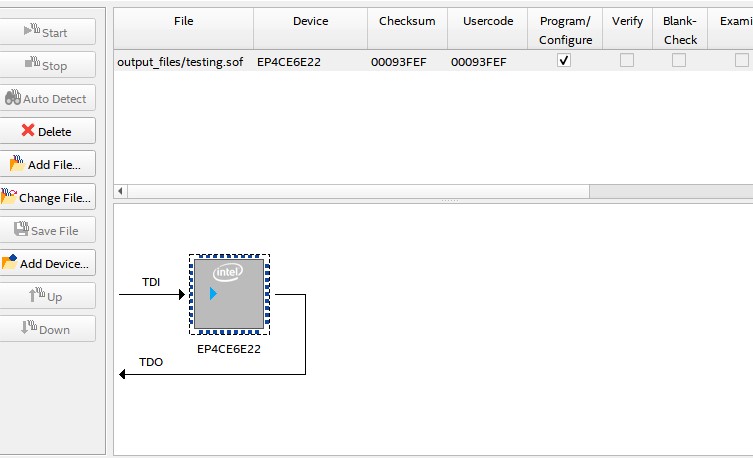 Start
Stop
Auto Detect
Delete
Add File...
Change File...
Save File
Add Device...
Up
Down
File Device Checksum Usercode Program/ Verify Blank- Exami
Configure Check
output_files/testing.sof EP4CE6E22 00093FEF 00093FEF
intel
TDI
EP4CE6E22
TDO